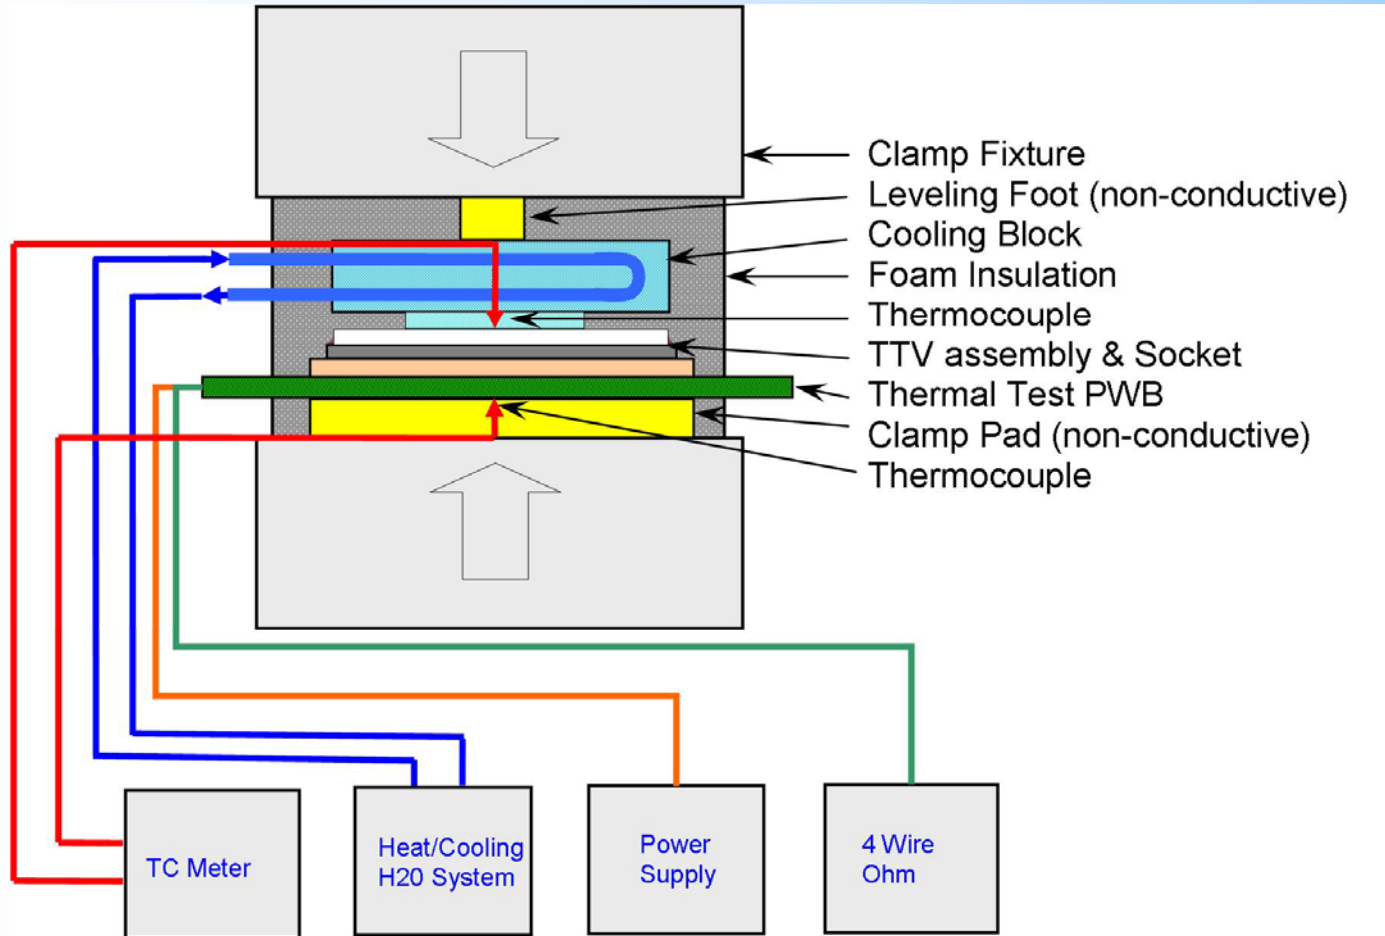 Clamp Fixture
Leveling Foot (non-conductive)
Cooling Block
Foam Insulation
Thermocouple
TTV assembly & Socket
Thermal Test PWB
Clamp Pad (non-conductive)
Thermocouple
TC Meter
Heat/Cooling
H20 System
Power
Supply
4 Wire
Ohm